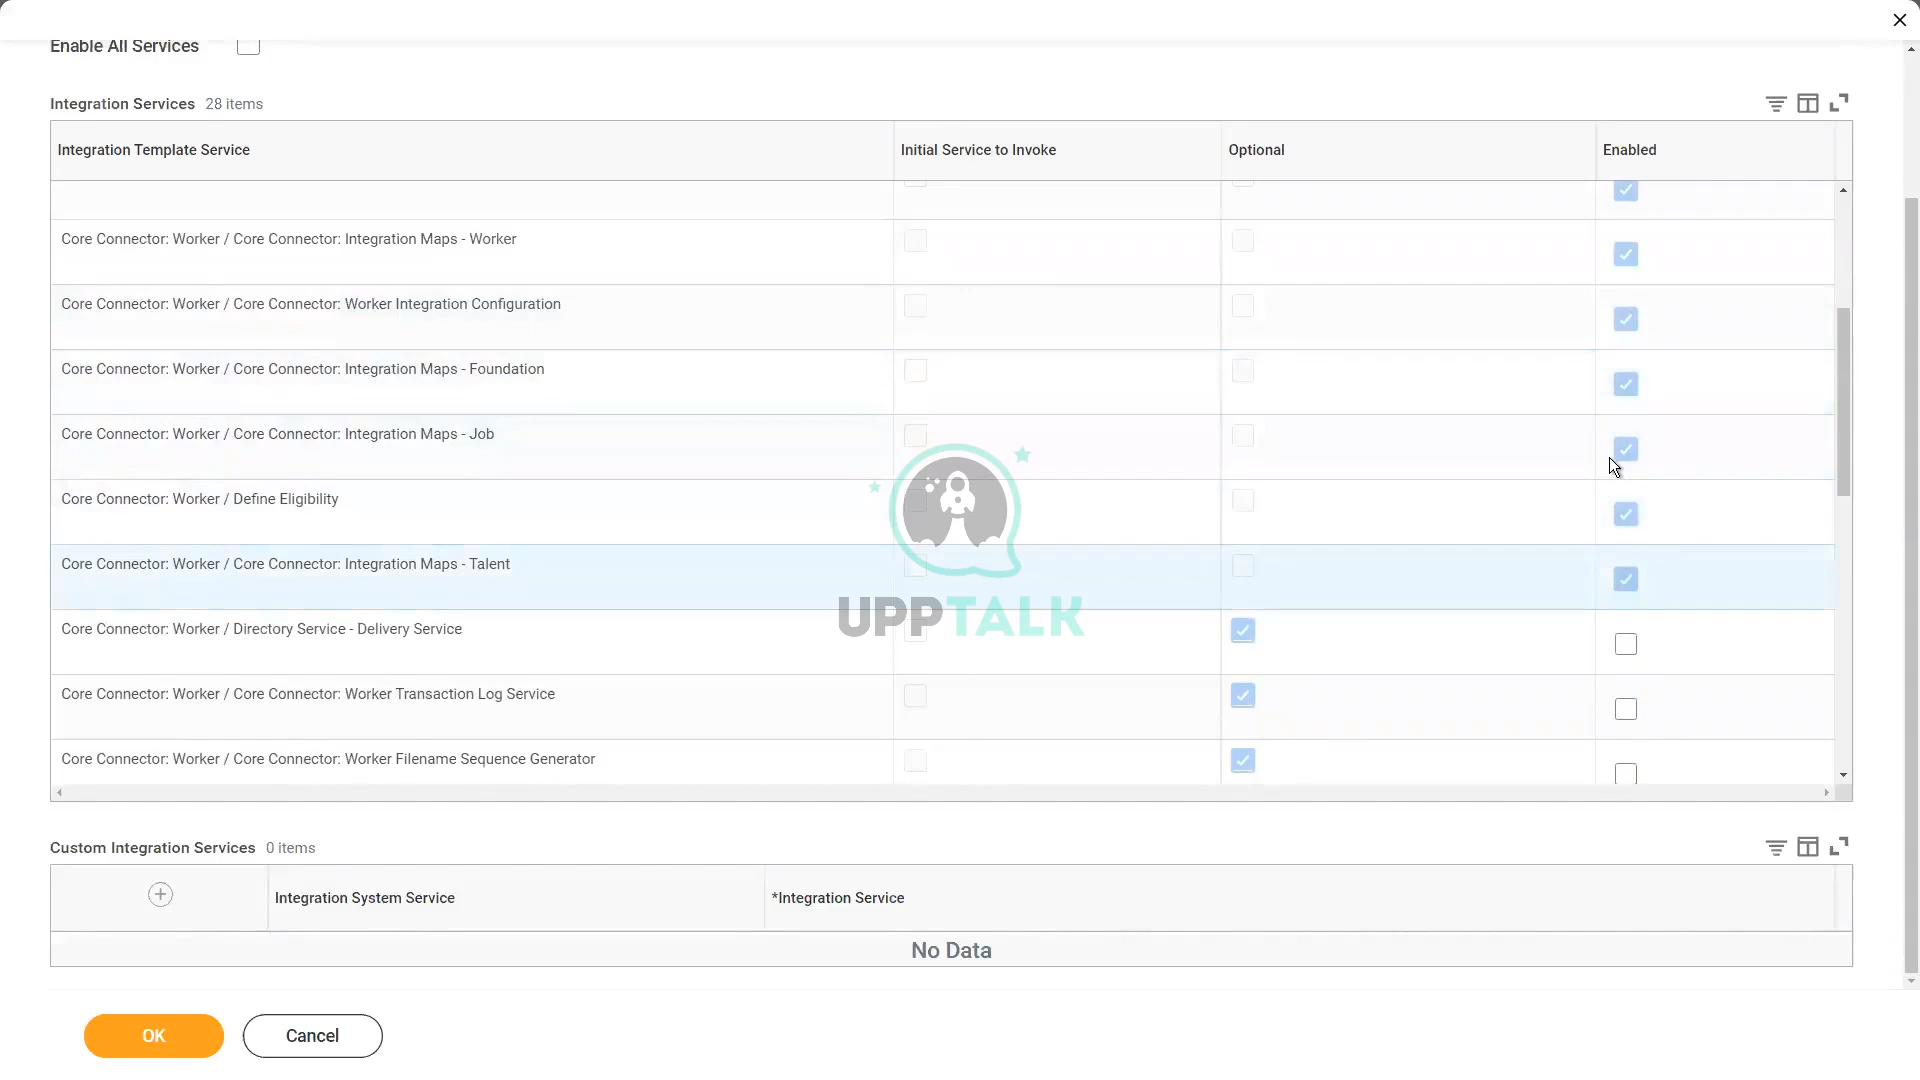 Enable All Services
Integration Services 28 items
Integration Template Service Initial Service to Invoke Optional Enabled
Core Connector: Worker / Core Connector: Integration Maps - Worker
Core Connector: Worker / Core Connector: Worker Integration Configuration
Core Connector: Worker / Core Connector: Integration Maps - Foundation
Core Connector: Worker / Core Connector: Integration Maps - Job
Core Connector: Worker / Define Eligibility
Core Connector: Worker / Core Connector: Integration Maps - Talent
UPPTALK
Core Connector: Worker / Directory Service - Delivery Service
Core Connector: Worker / Core Connector: Worker Transaction Log Service
Core Connector: Worker / Core Connector: Worker Filename Sequence Generator
Custom Integration Services 0 items
Integration System Service *Integration Service
No Data
OK Cancel